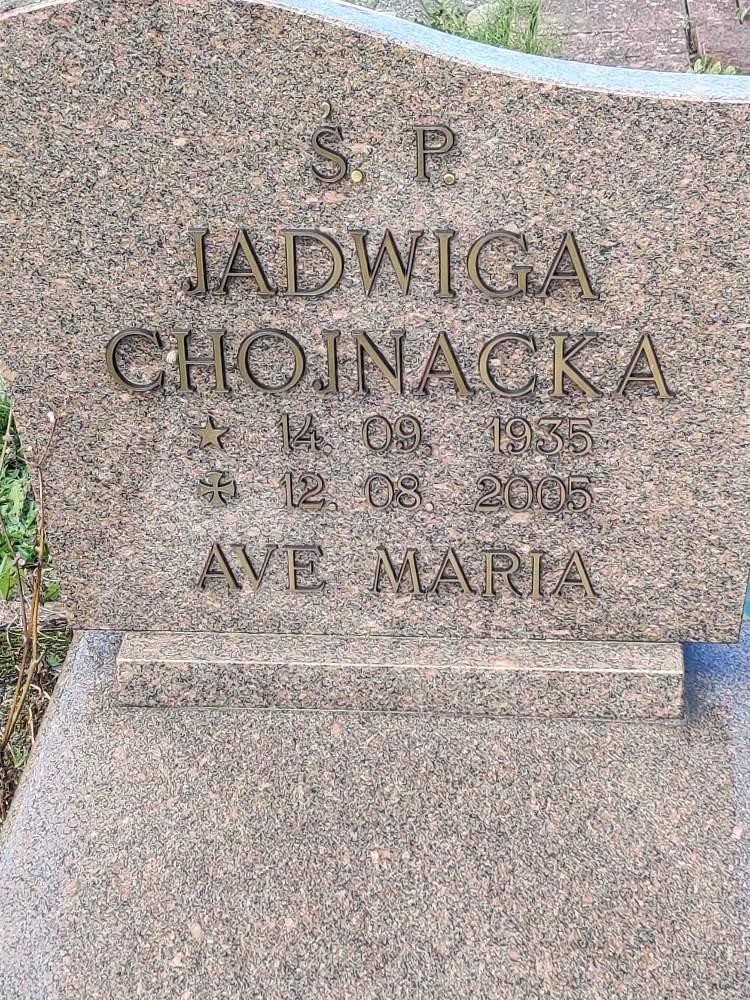 Ś. P.
JADWIGA
CHOJNACKA
★ 14. 09. 1935
✠ 12. 08. 2005
AVE MARIA